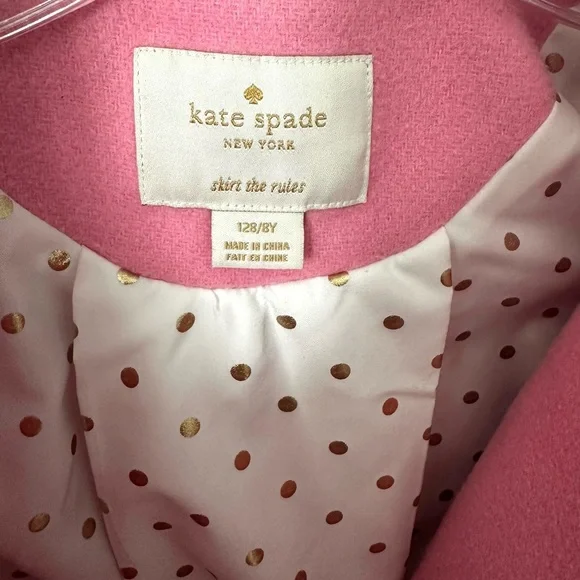 kate spade
NEW YORK
skirt the rules
128/8Y
MADE IN CHINA
FAIT EN CHINE